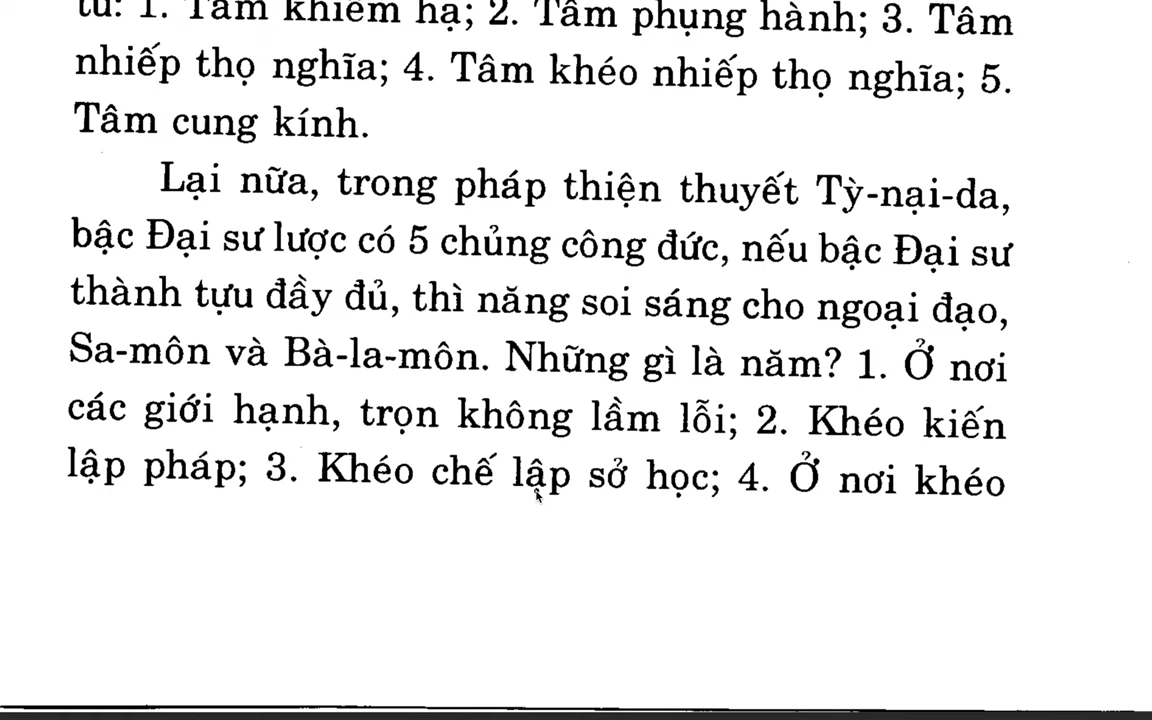 tử: 1. Tâm khiêm hạ; 2. Tâm phụng hành; 3. Tâm
nhiếp thọ nghĩa; 4. Tâm khéo nhiếp thọ nghĩa; 5.
Tâm cung kính.
Lại nữa, trong pháp thiện thuyết Tỳ-nại-da,
bậc Đại sư lược có 5 chủng công đức, nếu bậc Đại sư
thành tựu đầy đủ, thì năng soi sáng cho ngoại đạo,
Sa-môn và Bà-la-môn. Những gì là năm? 1. Ở nơi
các giới hạnh, trọn không lầm lỗi; 2. Khéo kiến
lập pháp; 3. Khéo chế lập sở học; 4. Ở nơi khéo